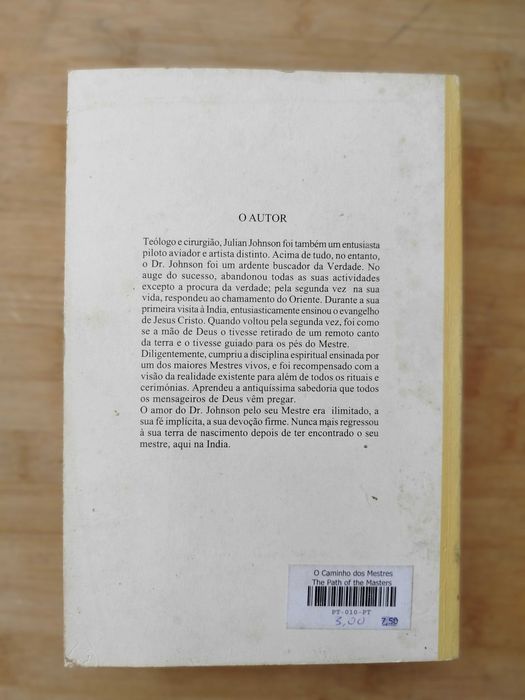 O AUTOR
Teólogo e cirurgião, Julian Johnson foi também um entusiasta
piloto aviador e artista distinto. Acima de tudo, no entanto,
o Dr. Johnson foi um ardente buscador da Verdade. No
auge do sucesso, abandonou todas as suas actividades
excepto a procura da verdade; pela segunda vez na sua
vida, respondeu ao chamamento do Oriente. Durante a sua
primeira visita à India, entusiasticamente ensinou o evangelho
de Jesus Cristo. Quando voltou pela segunda vez, foi como
se a mão de Deus o tivesse retirado de um remoto canto
da terra e o tivesse guiado para os pés do Mestre.
Diligentemente, cumpriu a disciplina espiritual ensinada por
um dos maiores Mestres vivos, e foi recompensado com a
visão da realidade existente para além de todos os rituais e
cerimónias. Aprendeu a antiquíssima sabedoria que todos
os mensageiros de Deus vêm pregar.
O amor do Dr. Johnson pelo seu Mestre era ilimitado, a
sua fé implícita, a sua devoção firme. Nunca mais regressou
à sua terra de nascimento depois de ter encontrado o seu
mestre, aqui na India.
O Caminho dos Mestres
The Path of the Masters
PT-010-PT
3,00 7,50